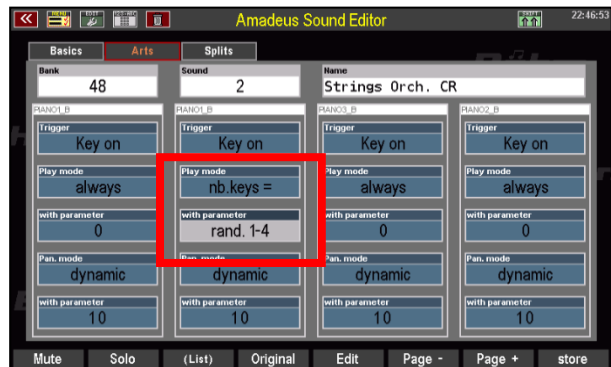 MENU EDIT SHIFT
Amadeus Sound Editor 22:46:53
Basics Arts Splits
Bank Sound Name
48 2 Strings Orch. CR
PIANO1_B PIANO1_B PIANO3_B PIANO2_B
Trigger Trigger Trigger Trigger
Key on Key on Key on Key on
Play mode Play mode Play mode Play mode
always nb.keys = always always
with parameter with parameter with parameter with parameter
0 rand. 1-4 0 0
Pan. mode Pan. mode Pan. mode Pan. mode
dynamic dynamic dynamic dynamic
with parameter with parameter with parameter with parameter
10 10 10 10
Mute Solo (List) Original Edit Page - Page + store